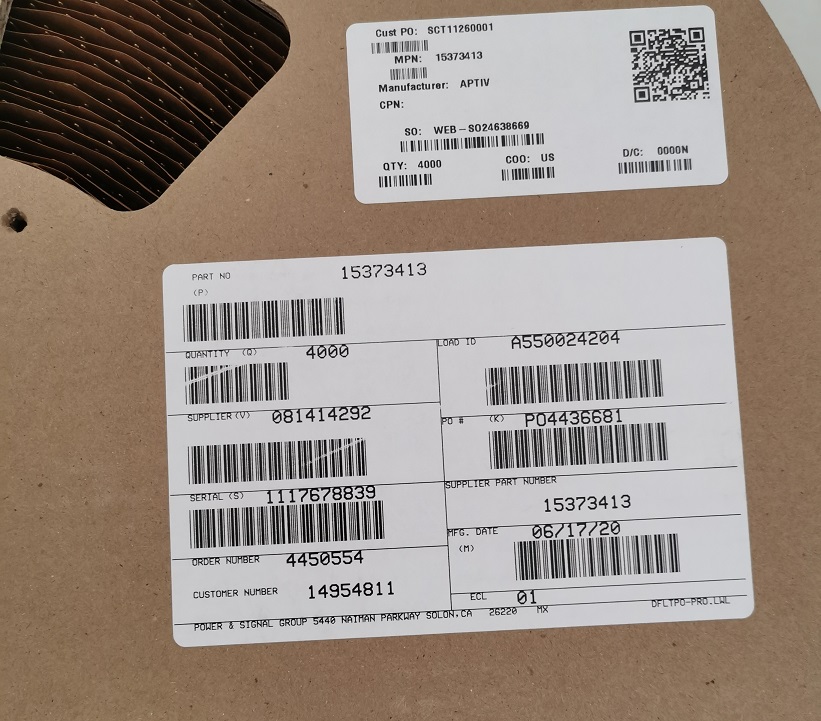 Cust PO: SCT11260001
MPN: 15373413
Manufacturer: APTIV
CPN:
SO: WEB-SO24638669
QTY: 4000
COO: US
D/C: 0000N
PART NO 15373413
(P)
QUANTITY (Q) 4000
LOAD ID A550024204
SUPPLIER(V) 081414292
PO # (K) PO4436681
SERIAL (S) 1117678839
SUPPLIER PART NUMBER
15373413
MFG. DATE 06/17/20
(M)
ORDER NUMBER 4450554
CUSTOMER NUMBER 14954811
ECL 01
POWER & SIGNAL GROUP 5440 NAIMAN PARKWAY SOLON,CA 26220 MX
DFLTPO-PRO.LWL